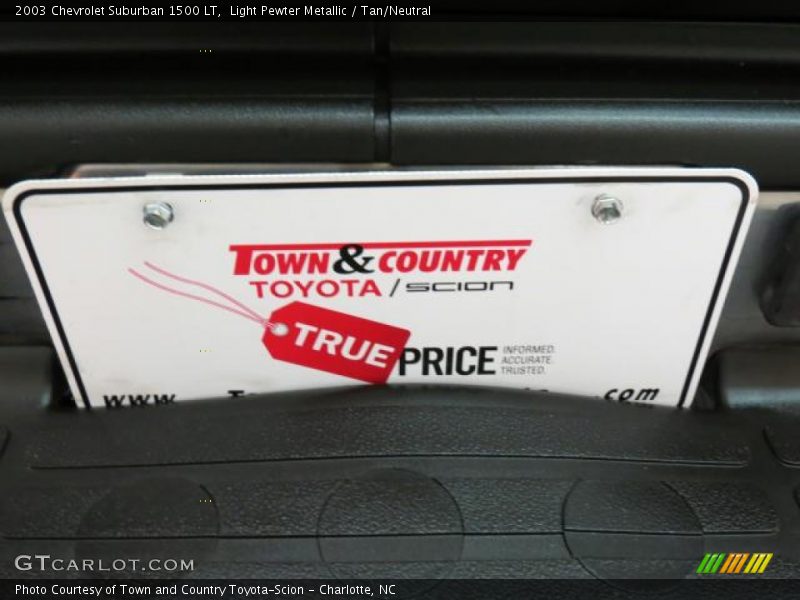 2003 Chevrolet Suburban 1500 LT, Light Pewter Metallic / Tan/Neutral
TOWN & COUNTRY
TOYOTA / SCION
TRUE PRICE INFORMED.
ACCURATE.
TRUSTED.
www .com
GTCARLOT.COM
Photo Courtesy of Town and Country Toyota-Scion - Charlotte, NC